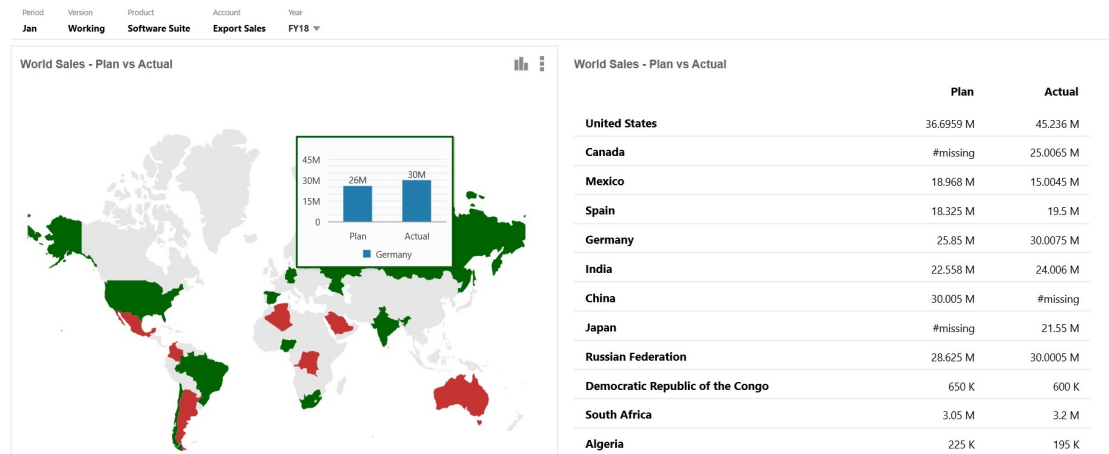 Period Version Product Account Year
Jan Working Software Suite Export Sales FY18
World Sales - Plan vs Actual
45M
30M
15M
0
26M
30M
Plan Actual
Germany
World Sales - Plan vs Actual
Plan Actual
United States 36.6959 M 45.236 M
Canada #missing 25.0065 M
Mexico 18.968 M 15.0045 M
Spain 18.325 M 19.5 M
Germany 25.85 M 30.0075 M
India 22.558 M 24.006 M
China 30.005 M #missing
Japan #missing 21.55 M
Russian Federation 28.625 M 30.0005 M
Democratic Republic of the Congo 650 K 600 K
South Africa 3.05 M 3.2 M
Algeria 225 K 195 K